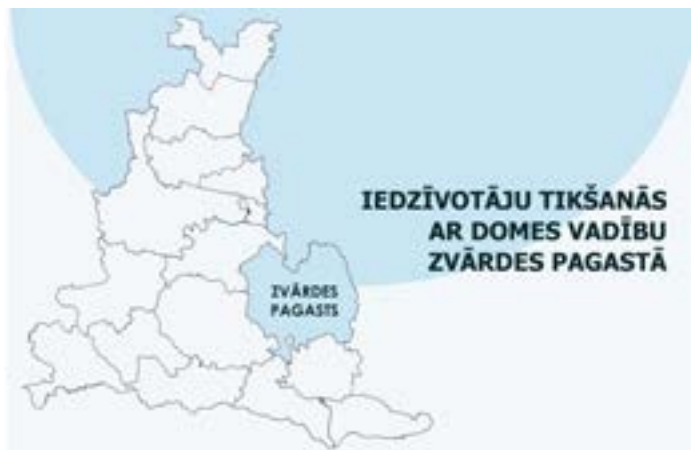 IEDZĪVOTĀJU TIKŠANĀS
AR DOMES VADĪBU
ZVĀRDES PAGASTĀ
ZVĀRDES
PAGASTS